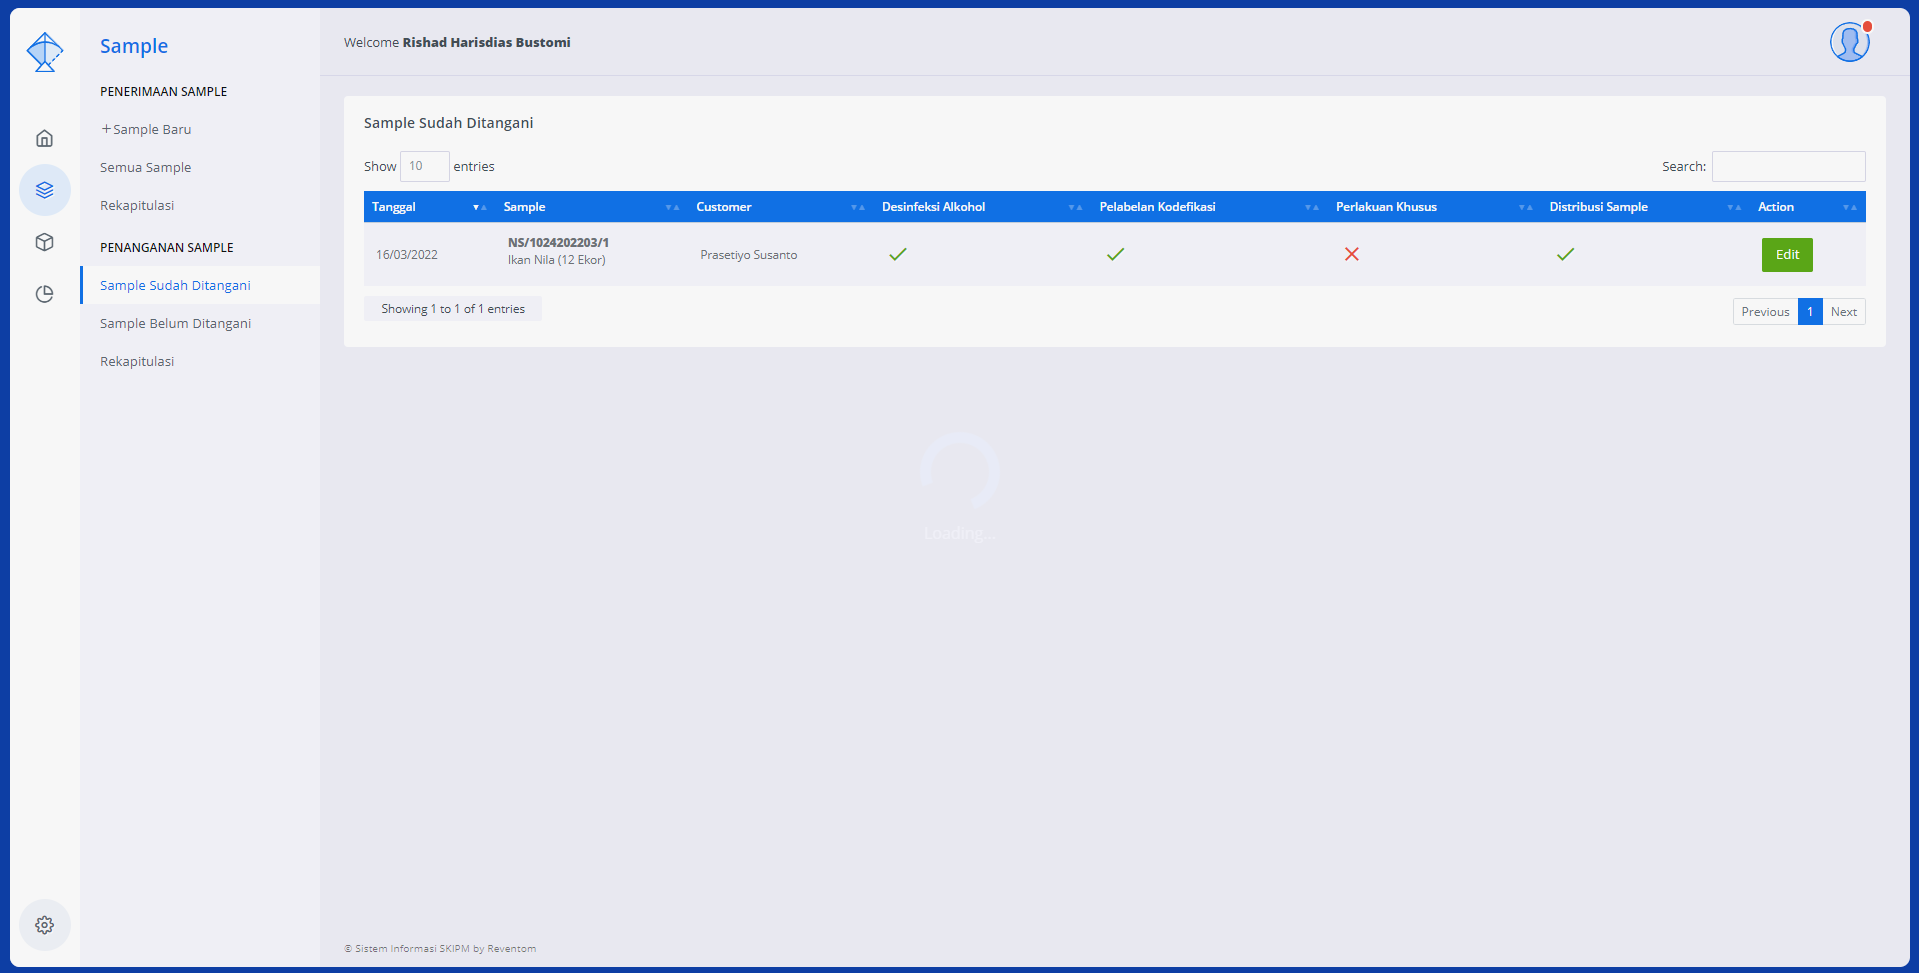 Sample
PENERIMAAN SAMPLE
+Sample Baru
Semua Sample
Rekapitulasi
PENANGANAN SAMPLE
Sample Sudah Ditangani
Sample Belum Ditangani
Rekapitulasi
Welcome Rishad Harisdias Bustomi
Sample Sudah Ditangani
Show 10 entries
Search:
Tanggal Sample Customer Desinfeksi Alkohol Pelabelan Kodefikasi Perlakuan Khusus Distribusi Sample Action
16/03/2022 NS/1024202203/1 Prasetiyo Susanto Edit
Ikan Nila (12 Ekor)
Showing 1 to 1 of 1 entries
Previous 1 Next
Loading...
© Sistem Informasi SKIPM by Reventom